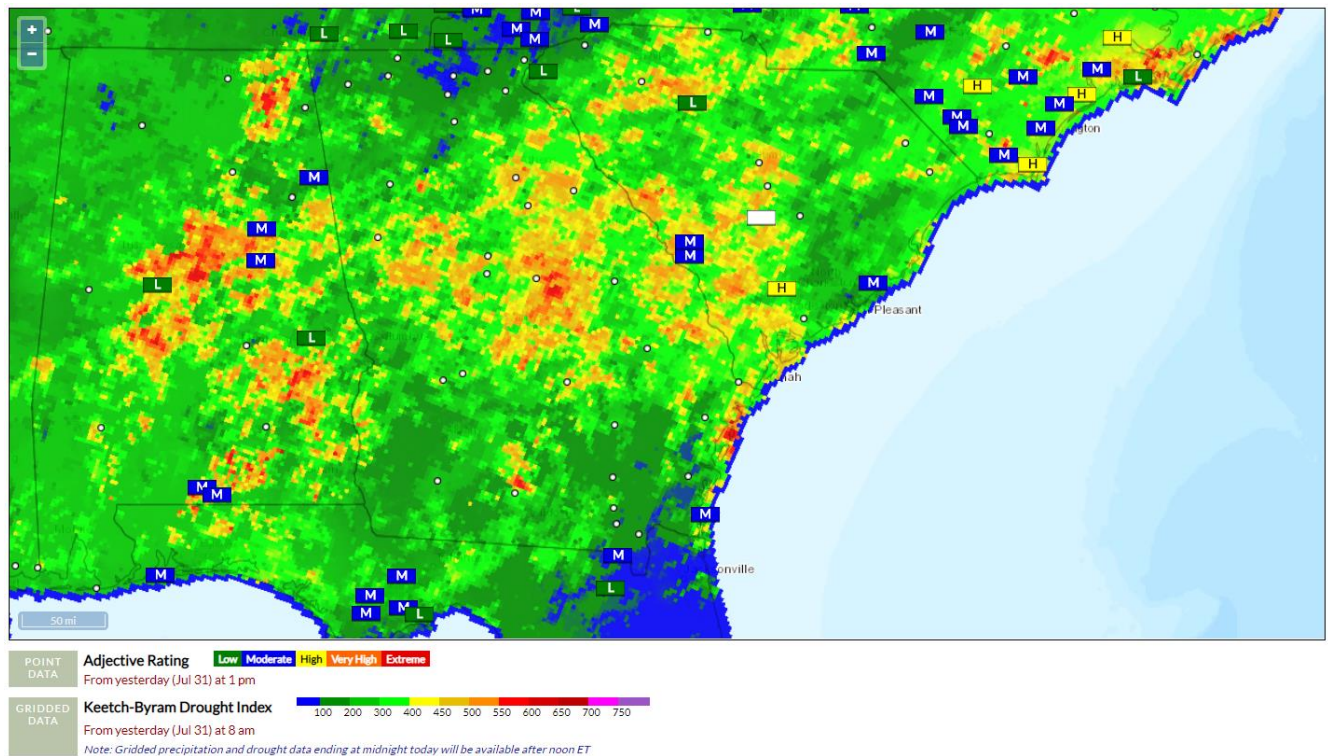 +
−
L
L
L
L
M
M
M
M
M
M
M
M
M
H
L
L
M
M
M
H
H
L
M
M
M
M
M
M
H
ngton
M
M
M
M
M
L
H
M
Pleasant
L
nah
M
M
M
M
onville
M
M
L
M
M
M
L
50 mi
POINT DATA
Adjective Rating Low Moderate High Very High Extreme
From yesterday (Jul 31) at 1 pm
GRIDDED DATA
Keetch-Byram Drought Index 100 200 300 400 450 500 550 600 650 700 750
From yesterday (Jul 31) at 8 am
Note: Gridded precipitation and drought data ending at midnight today will be available after noon ET